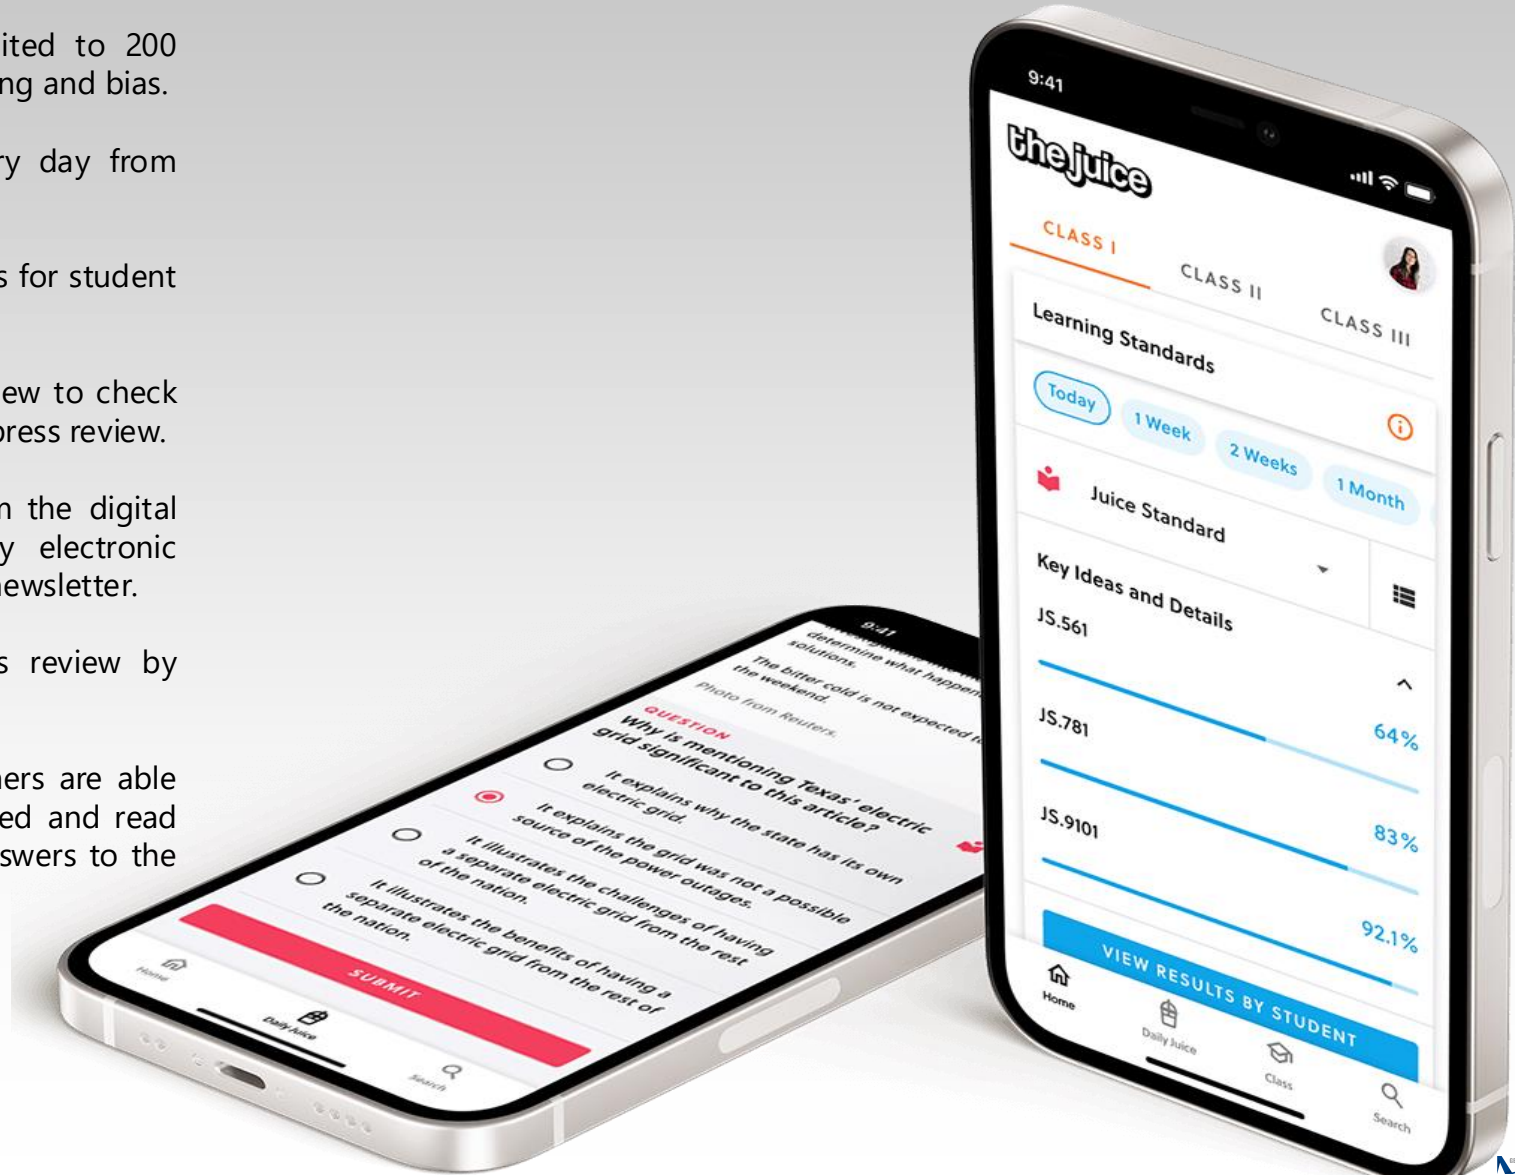 ited to 200
ng and bias.
ry day from
s for student
ew to check
press review.
n the digital
y electronic
newsletter.
s review by
ners are able
ed and read
swers to the
9:41
determine what happen
solutions.
The bitter cold is not expected t
the weekend.
Photo from Reuters.
QUESTION
Why is mentioning Texas' electric
grid significant to this article?
It explains why the state has its own
electric grid.
It explains the grid was not a possible
source of the power outages.
It illustrates the challenges of having
a separate electric grid from the rest
of the nation.
It illustrates the benefits of having a
separate electric grid from the rest of
the nation.
SUBMIT
Home
Daily Juice
Search
9:41
the juice
CLASS I
CLASS II
CLASS III
Learning Standards
Today
1 Week
2 Weeks
1 Month
Juice Standard
Key Ideas and Details
JS.561
64%
JS.781
83%
JS.9101
92.1%
VIEW RESULTS BY STUDENT
Home
Daily Juice
Class
Search